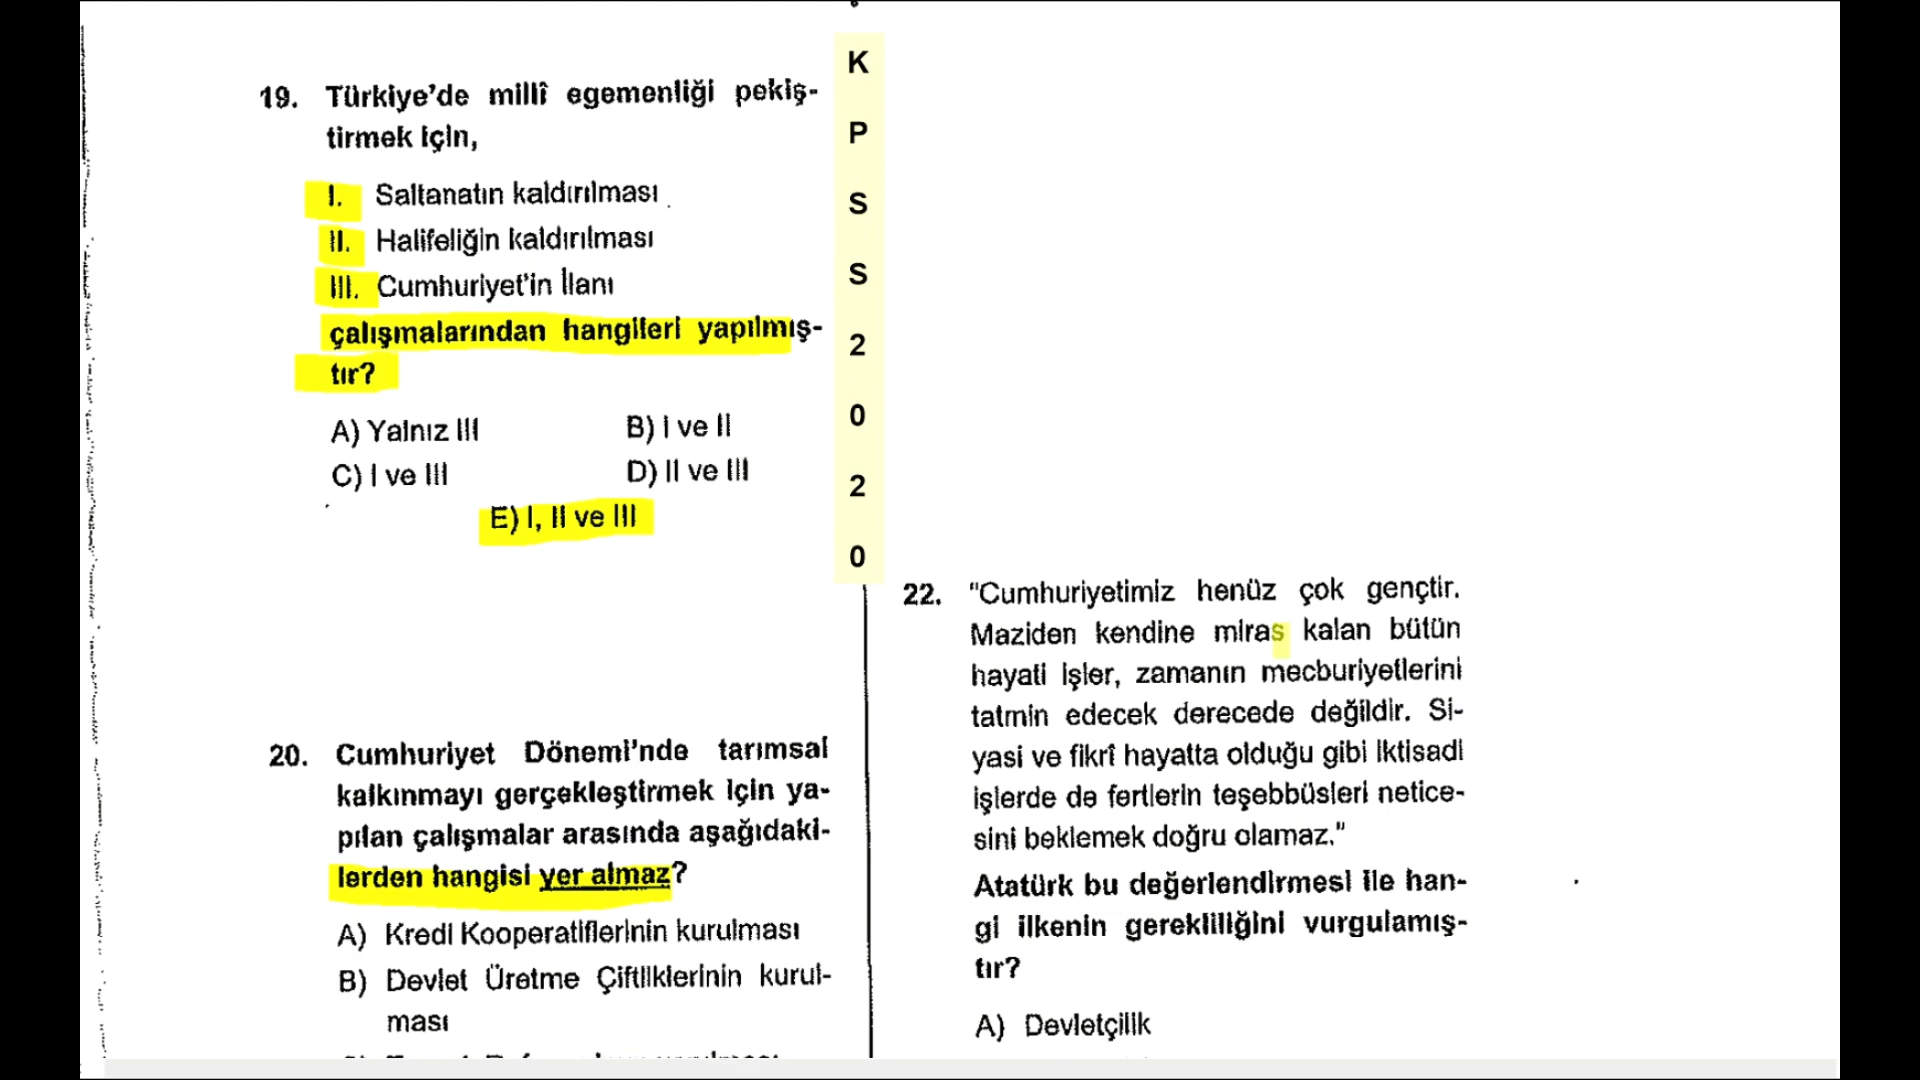 19. Türkiye'de millî egemenliği pekiş-
tirmek için,
I. Saltanatın kaldırılması
II. Halifeliğin kaldırılması
III. Cumhuriyet'in İlanı
çalışmalarından hangileri yapılmış-
tır?
A) Yalnız III
B) I ve II
C) I ve III
D) II ve III
E) I, II ve III
20. Cumhuriyet Dönemi'nde tarımsal
kalkınmayı gerçekleştirmek için ya-
pılan çalışmalar arasında aşağıdaki-
lerden hangisi yer almaz?
A) Kredi Kooperatiflerinin kurulması
B) Devlet Üretme Çiftliklerinin kurul-
ması
K
P
S
S
2
0
2
0
22. "Cumhuriyetimiz henüz çok gençtir.
Maziden kendine miras kalan bütün
hayati işler, zamanın mecburiyetlerini
tatmin edecek derecede değildir. Si-
yasi ve fikrî hayatta olduğu gibi iktisadi
işlerde de fertlerin teşebbüsleri netice-
sini beklemek doğru olamaz."
Atatürk bu değerlendirmesi ile han-
gi ilkenin gerekliliğini vurgulamış-
tır?
A) Devletçilik